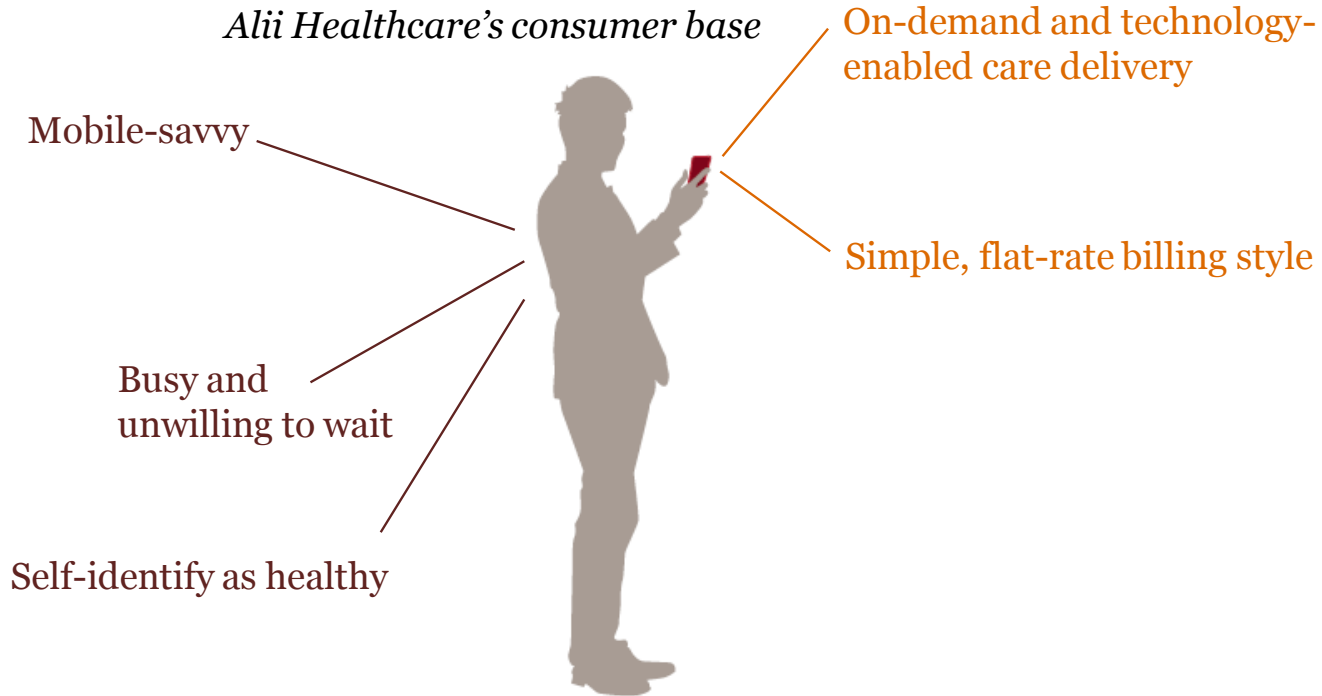 Alii Healthcare’s consumer base
On-demand and technology-
enabled care delivery
Mobile-savvy
Simple, flat-rate billing style
Busy and
unwilling to wait
Self-identify as healthy